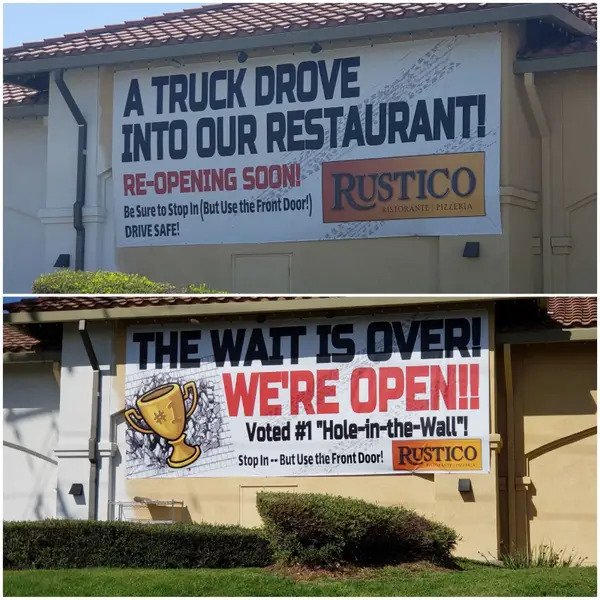 A TRUCK DROVE
INTO OUR RESTAURANT!
RE-OPENING SOON!
Be Sure to Stop In (But Use the Front Door!)
DRIVE SAFE!
RUSTICO
RISTORANTE | PIZZERIA
THE WAIT IS OVER!
WE'RE OPEN!!
#1
Voted #1 "Hole-in-the-Wall"!
Stop In -- But Use the Front Door!
RUSTICO
RISTORANTE | PIZZERIA